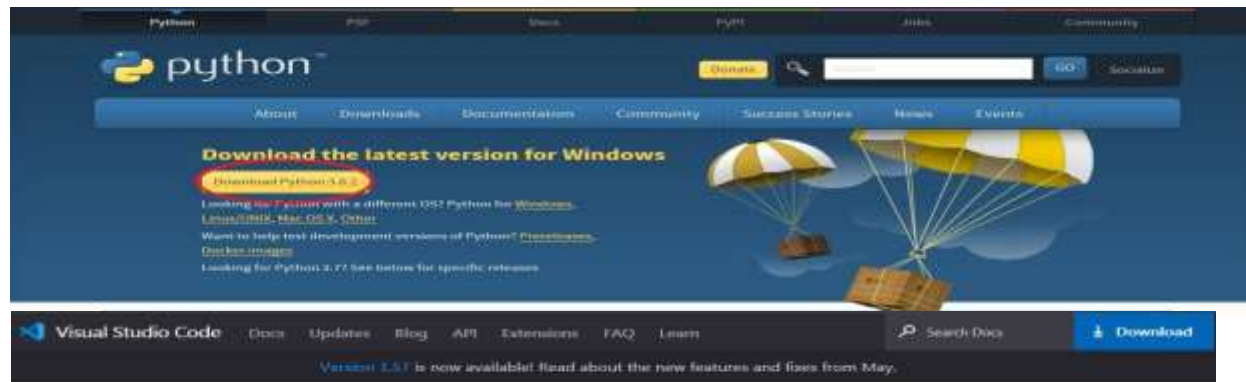 Python PSF Docs PyPI Jobs Community
python
Donate GO Socialize
About Downloads Documentation Community Success Stories News Events
Download the latest version for Windows
Download Python 3.8.2
Looking for Python with a different OS? Python for Windows,
Linux/UNIX, Mac OS X, Other
Want to help test development versions of Python? Prereleases,
Docker images
Looking for Python 2.7? See below for specific releases
Visual Studio Code Docs Updates Blog API Extensions FAQ Learn Search Docs Download
Version 1.57 is now available! Read about the new features and fixes from May.